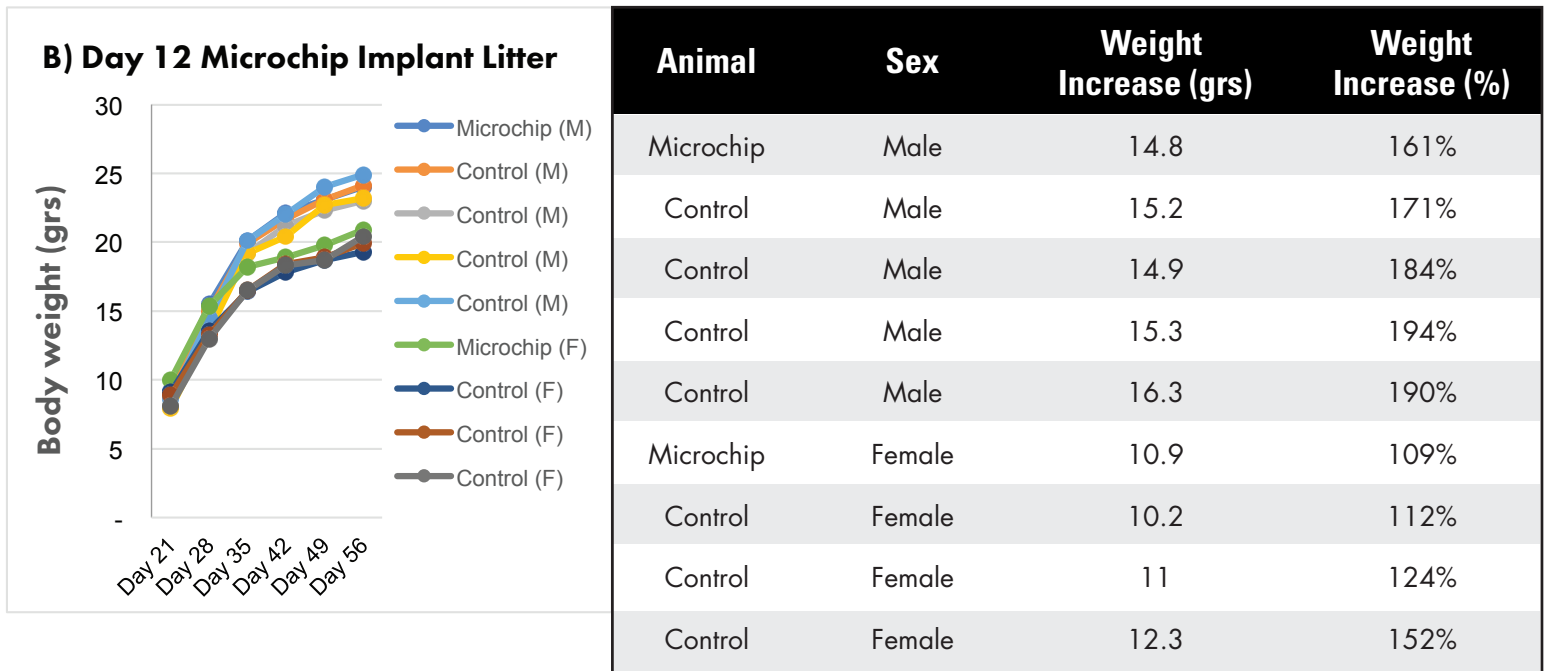 B) Day 12 Microchip Implant Litter
Body weight (grs)
30
25
20
15
10
5
-
Day 21
Day 28
Day 35
Day 42
Day 49
Day 56
Microchip (M)
Control (M)
Control (M)
Control (M)
Control (M)
Microchip (F)
Control (F)
Control (F)
Control (F)
Animal Sex Weight Increase (grs) Weight Increase (%)
Microchip Male 14.8 161%
Control Male 15.2 171%
Control Male 14.9 184%
Control Male 15.3 194%
Control Male 16.3 190%
Microchip Female 10.9 109%
Control Female 10.2 112%
Control Female 11 124%
Control Female 12.3 152%